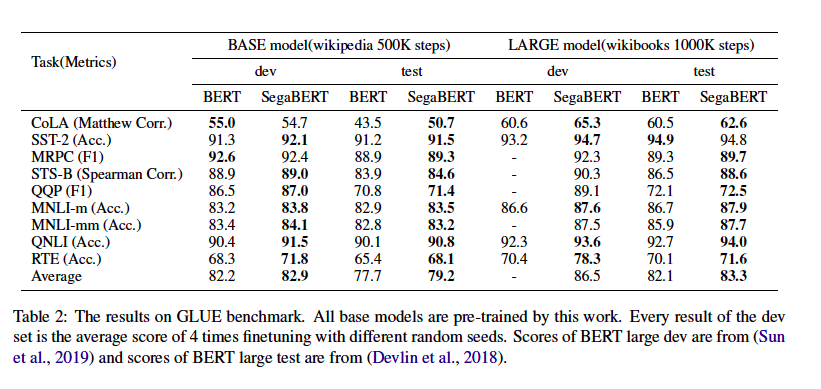 BASE model(wikipedia 500K steps) LARGE model(wikibooks 1000K steps)
Task(Metrics)
dev test dev test
BERT SegaBERT BERT SegaBERT BERT SegaBERT BERT SegaBERT
CoLA (Matthew Corr.) 55.0 54.7 43.5 50.7 60.6 65.3 60.5 62.6
SST-2 (Acc.) 91.3 92.1 91.2 91.5 93.2 94.7 94.9 94.8
MRPC (F1) 92.6 92.4 88.9 89.3 - 92.3 89.3 89.7
STS-B (Spearman Corr.) 88.9 89.0 83.9 84.6 - 90.3 86.5 88.6
QQP (F1) 86.5 87.0 70.8 71.4 - 89.1 72.1 72.5
MNLI-m (Acc.) 83.2 83.8 82.9 83.5 86.6 87.6 86.7 87.9
MNLI-mm (Acc.) 83.4 84.1 82.8 83.2 - 87.5 85.9 87.7
QNLI (Acc.) 90.4 91.5 90.1 90.8 92.3 93.6 92.7 94.0
RTE (Acc.) 68.3 71.8 65.4 68.1 70.4 78.3 70.1 71.6
Average 82.2 82.9 77.7 79.2 - 86.5 82.1 83.3
Table 2: The results on GLUE benchmark. All base models are pre-trained by this work. Every result of the dev
set is the average score of 4 times finetuning with different random seeds. Scores of BERT large dev are from (Sun
et al., 2019) and scores of BERT large test are from (Devlin et al., 2018).